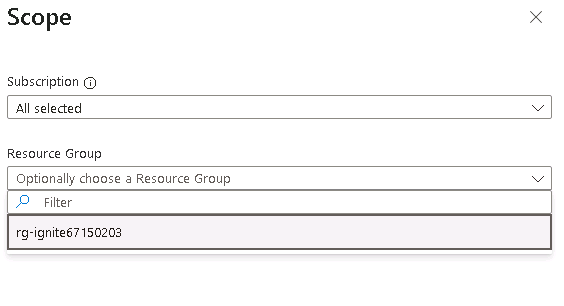 Scope
Subscription
All selected
Resource Group
Optionally choose a Resource Group
Filter
rg-ignite67150203